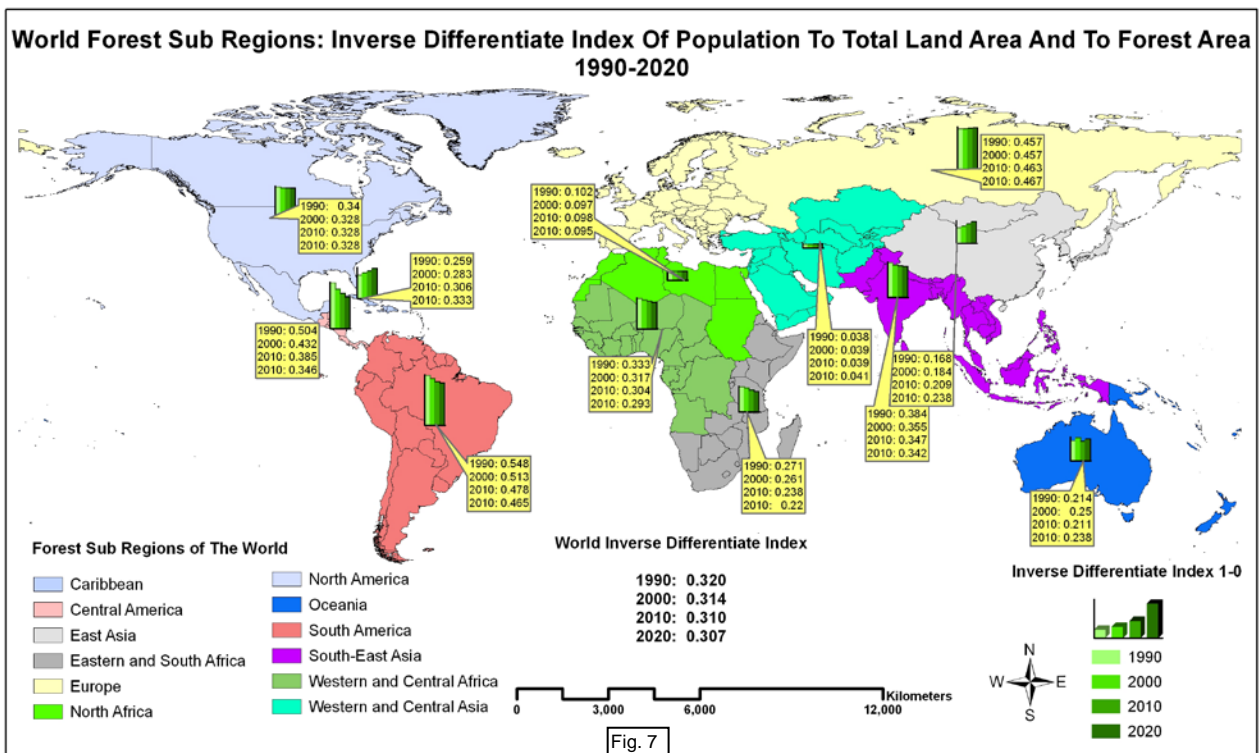 World Forest Sub Regions: Inverse Differentiate Index Of Population To Total Land Area And To Forest Area
1990-2020
1990: 0.457
2000: 0.457
2010: 0.463
2010: 0.467
1990: 0.102
2000: 0.097
2010: 0.098
2010: 0.095
1990: 0.34
2000: 0.328
2010: 0.328
2010: 0.328
1990: 0.259
2000: 0.283
2010: 0.306
2010: 0.333
1990: 0.504
2000: 0.432
2010: 0.385
2010: 0.346
1990: 0.333
2000: 0.317
2010: 0.304
2010: 0.293
1990: 0.038
2000: 0.039
2010: 0.039
2010: 0.041
1990: 0.168
2000: 0.184
2010: 0.209
2010: 0.238
1990: 0.384
2000: 0.355
2010: 0.347
2010: 0.342
1990: 0.548
2000: 0.513
2010: 0.478
2010: 0.465
1990: 0.271
2000: 0.261
2010: 0.238
2010: 0.22
1990: 0.214
2000: 0.25
2010: 0.211
2010: 0.238
Forest Sub Regions of The World
Caribbean
Central America
East Asia
Eastern and South Africa
Europe
North Africa
North America
Oceania
South America
South-East Asia
Western and Central Africa
Western and Central Asia
World Inverse Differentiate Index
1990: 0.320
2000: 0.314
2010: 0.310
2020: 0.307
Kilometers
0 3,000 6,000 12,000
Inverse Differentiate Index 1-0
1990
2000
2010
2020
N
W E
S
Fig. 7